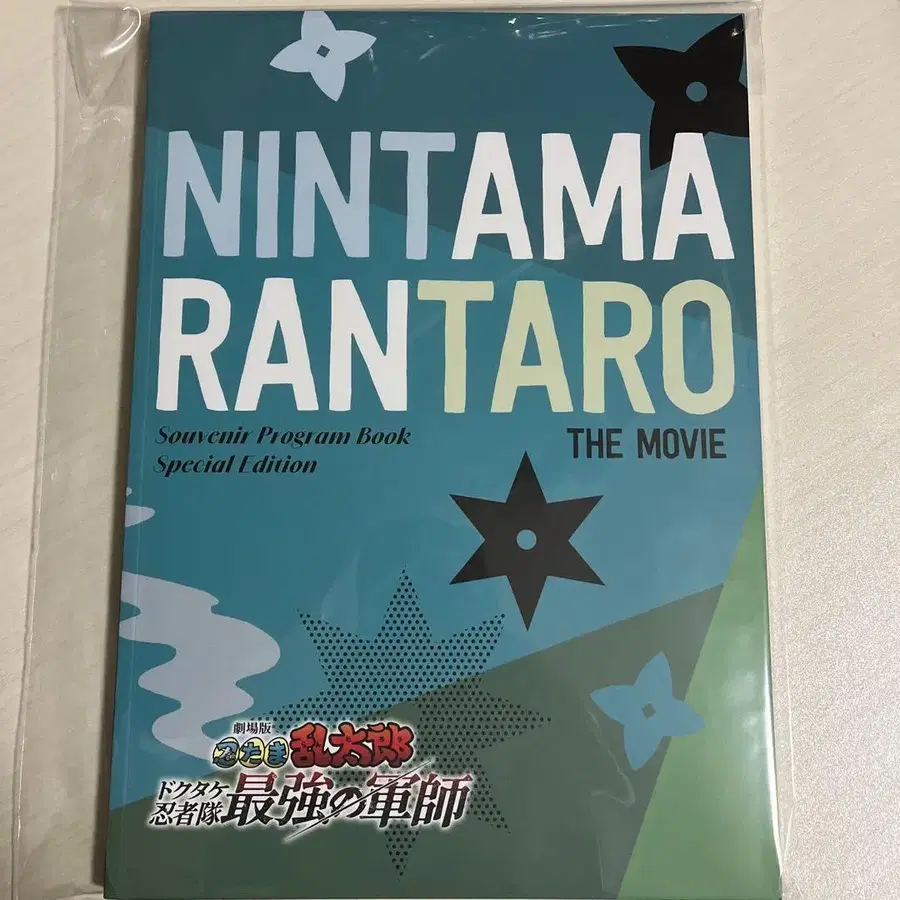 NINTAMA
RANTARO
Souvenir Program Book
Special Edition
THE MOVIE
劇場版
忍たま乱太郎
ドクタケ
忍者隊
最強の軍師